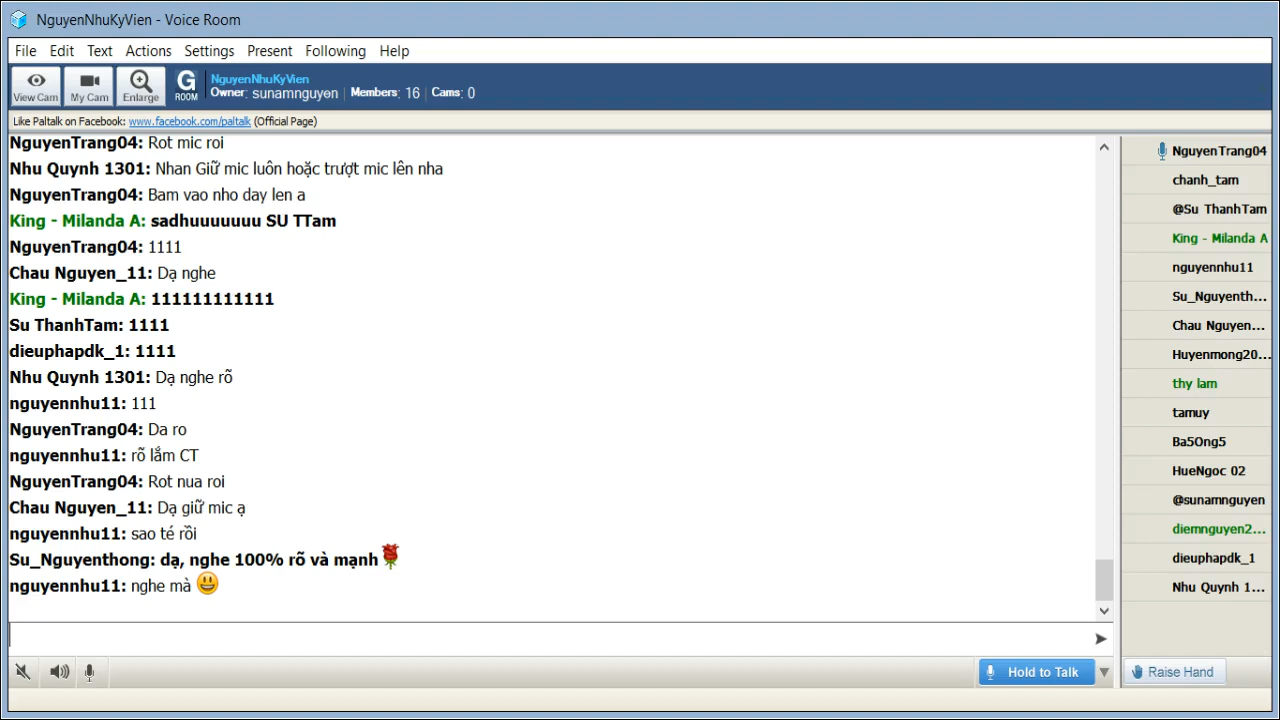 NguyenNhuKyVien - Voice Room
File Edit Text Actions Settings Present Following Help
View Cam My Cam Enlarge G ROOM
NguyenNhuKyVien
Owner: sunamnguyen | Members: 16 | Cams: 0
Like Paltalk on Facebook: www.facebook.com/paltalk (Official Page)
NguyenTrang04: Rot mic roi
Nhu Quynh 1301: Nhan Giữ mic luôn hoặc trượt mic lên nha
NguyenTrang04: Bam vao nho day len a
King - Milanda A: sadhuuuuuuu SU TTam
NguyenTrang04: 1111
Chau Nguyen_11: Dạ nghe
King - Milanda A: 111111111111
Su ThanhTam: 1111
dieuphapdk_1: 1111
Nhu Quynh 1301: Dạ nghe rõ
nguyennhu11: 111
NguyenTrang04: Da ro
nguyennhu11: rõ lắm CT
NguyenTrang04: Rot nua roi
Chau Nguyen_11: Dạ giữ mic ạ
nguyennhu11: sao té rồi
Su_Nguyenthong: dạ, nghe 100% rõ và mạnh
nguyennhu11: nghe mà
NguyenTrang04
chanh_tam
@Su ThanhTam
King - Milanda A
nguyennhu11
Su_Nguyenth...
Chau Nguyen...
Huyenmong20...
thy lam
tamuy
Ba5Ong5
HueNgoc 02
@sunamnguyen
diemnguyen2...
dieuphapdk_1
Nhu Quynh 1...
Hold to Talk
Raise Hand